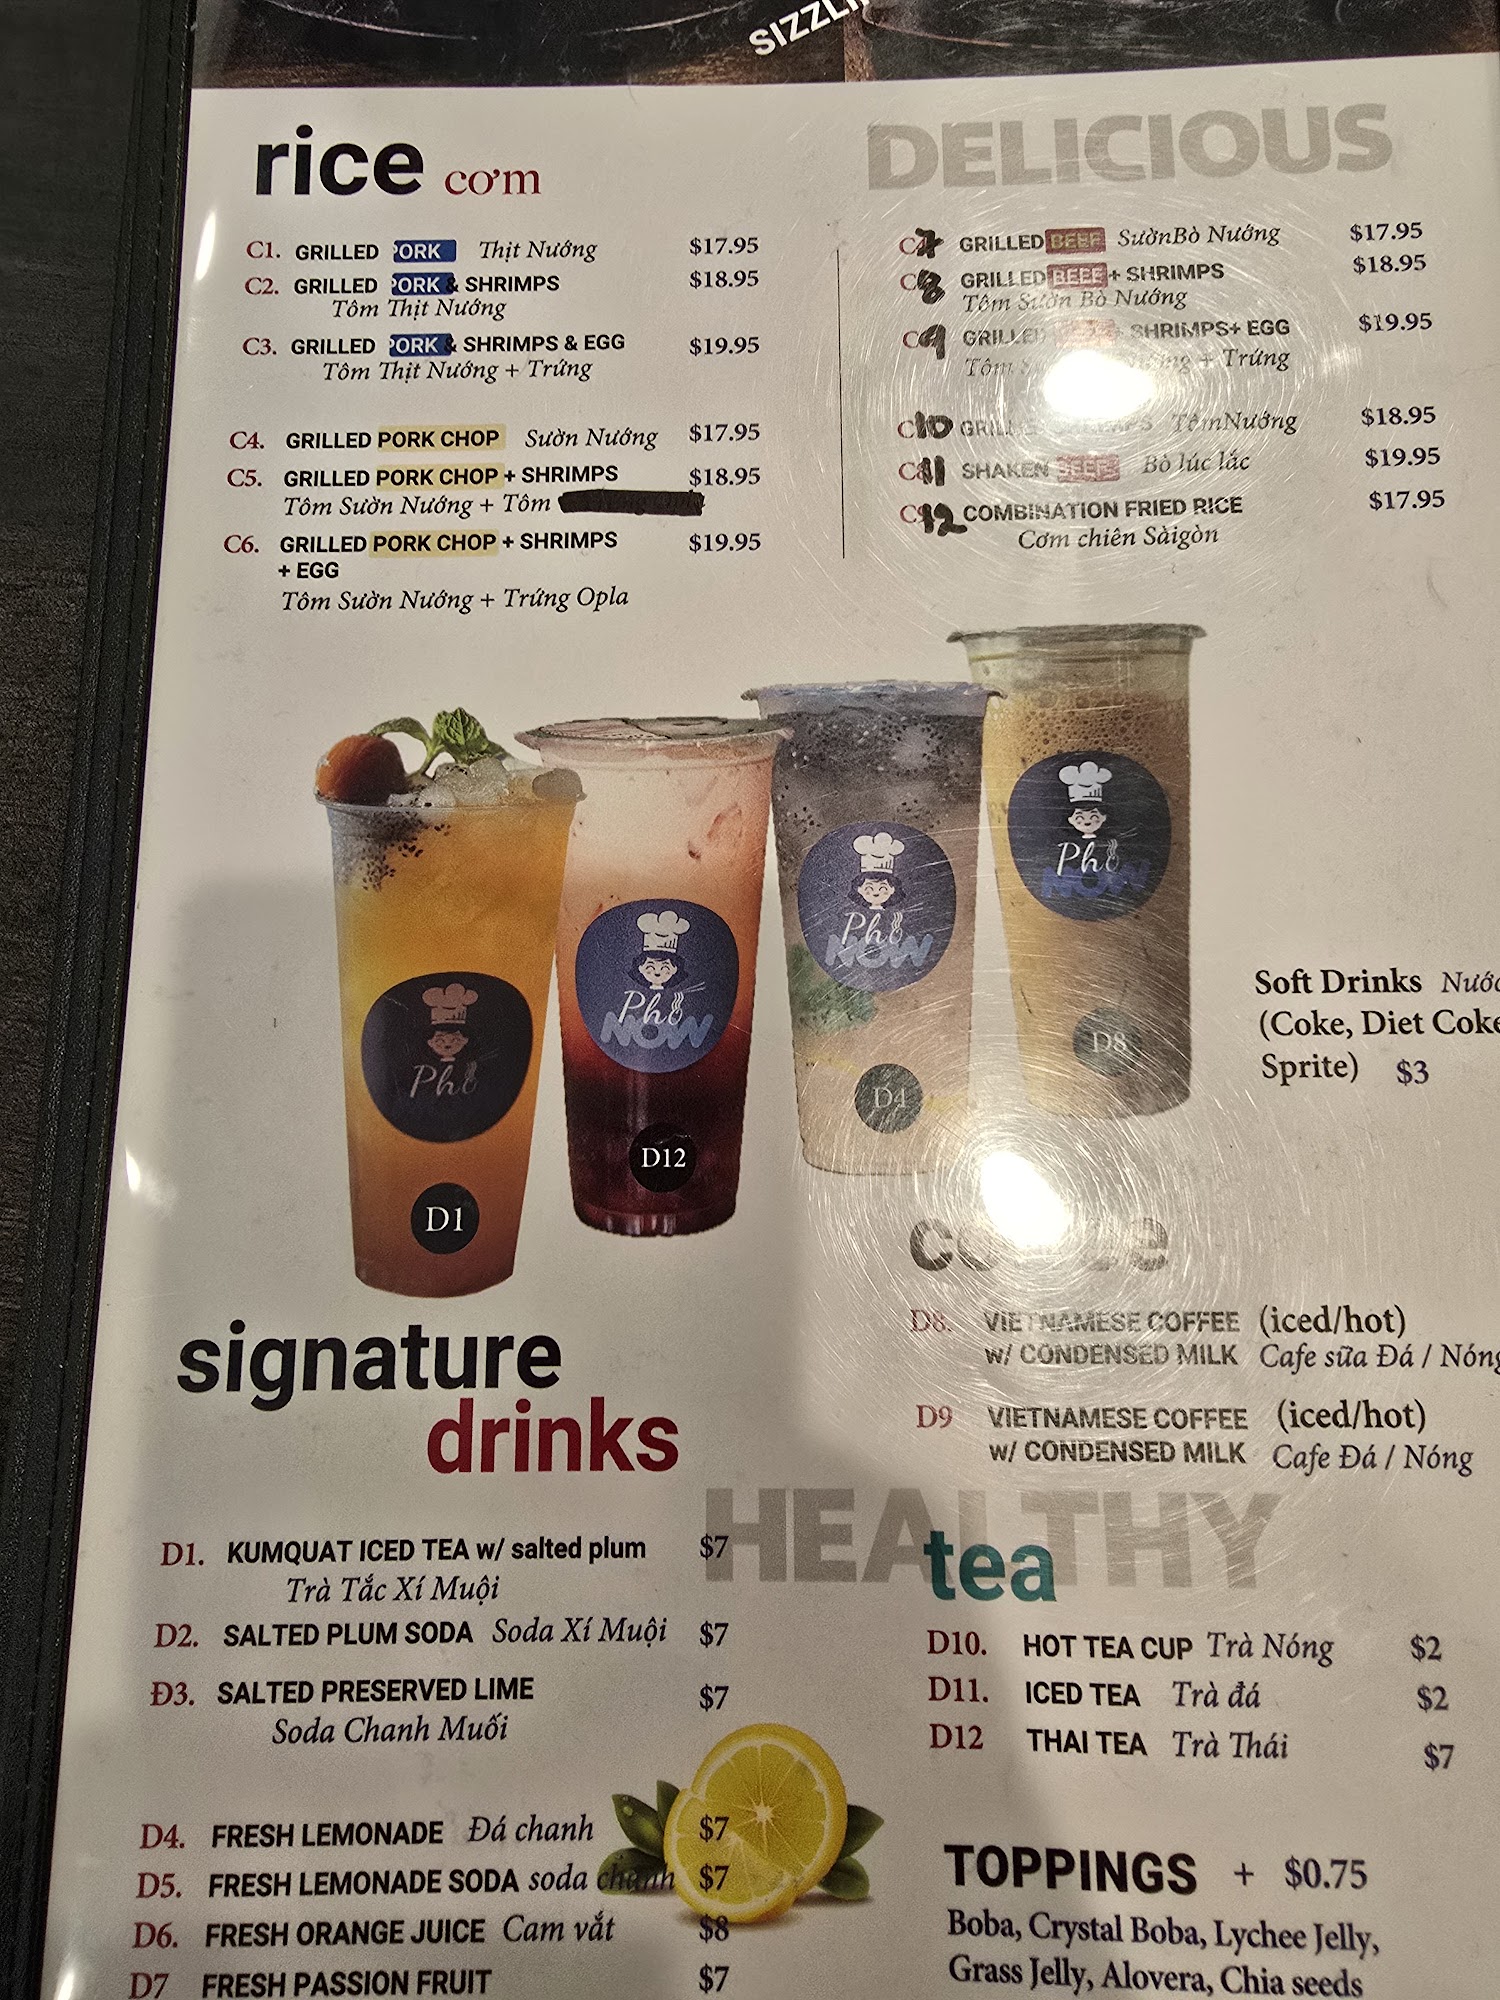 SIZZLI
rice cơm
DELICIOUS
C1. GRILLED PORK Thịt Nướng $17.95
C2. GRILLED PORK & SHRIMPS $18.95
Tôm Thịt Nướng
C3. GRILLED PORK & SHRIMPS & EGG $19.95
Tôm Thịt Nướng + Trứng
C4. GRILLED PORK CHOP Sườn Nướng $17.95
C5. GRILLED PORK CHOP + SHRIMPS $18.95
Tôm Sườn Nướng + Tôm
C6. GRILLED PORK CHOP + SHRIMPS $19.95
+ EGG
Tôm Sườn Nướng + Trứng Opla
C7 GRILLED BEEF SườnBò Nướng $17.95
C8 GRILLED BEEF + SHRIMPS $18.95
Tôm Sườn Bò Nướng
C9 GRILLED SHRIMPS+ EGG $19.95
Tôm + Trứng
C10 GRILLED SHRIMPS TômNướng $18.95
C11 SHAKEN BEEF Bò lúc lắc $19.95
C12 COMBINATION FRIED RICE $17.95
Cơm chiên Sàigòn
Phở
D1
Phở
NOW
D12
Phở
NOW
D4
Phở
NOW
D8
Soft Drinks
(Coke, Diet Coke
Sprite) $3
signature
drinks
D1. KUMQUAT ICED TEA w/ salted plum $7
Trà Tắc Xí Muội
D2. SALTED PLUM SODA Soda Xí Muội $7
Đ3. SALTED PRESERVED LIME $7
Soda Chanh Muối
D4. FRESH LEMONADE Đá chanh $7
D5. FRESH LEMONADE SODA soda chanh $7
D6. FRESH ORANGE JUICE Cam vắt $8
D7 FRESH PASSION FRUIT $7
coffee
D8. VIETNAMESE COFFEE (iced/hot)
w/ CONDENSED MILK Cafe sữa Đá / Nóng
D9 VIETNAMESE COFFEE (iced/hot)
w/ CONDENSED MILK Cafe Đá / Nóng
HEALTHY
tea
D10. HOT TEA CUP Trà Nóng $2
D11. ICED TEA Trà đá $2
D12 THAI TEA Trà Thái $7
TOPPINGS + $0.75
Boba, Crystal Boba, Lychee Jelly,
Grass Jelly, Alovera, Chia seeds